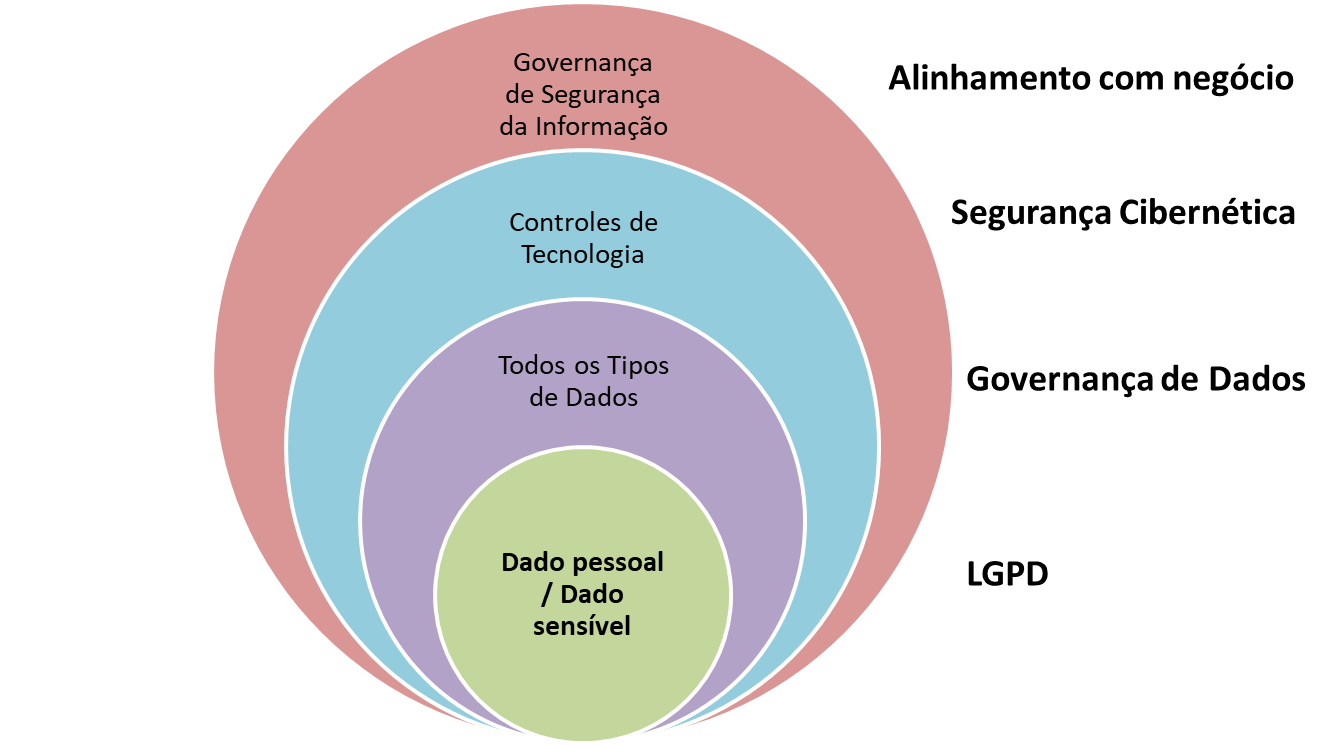 Governança
de Segurança
da Informação
Alinhamento com negócio
Controles de
Tecnologia
Segurança Cibernética
Todos os Tipos
de Dados
Governança de Dados
Dado pessoal
/ Dado
sensível
LGPD